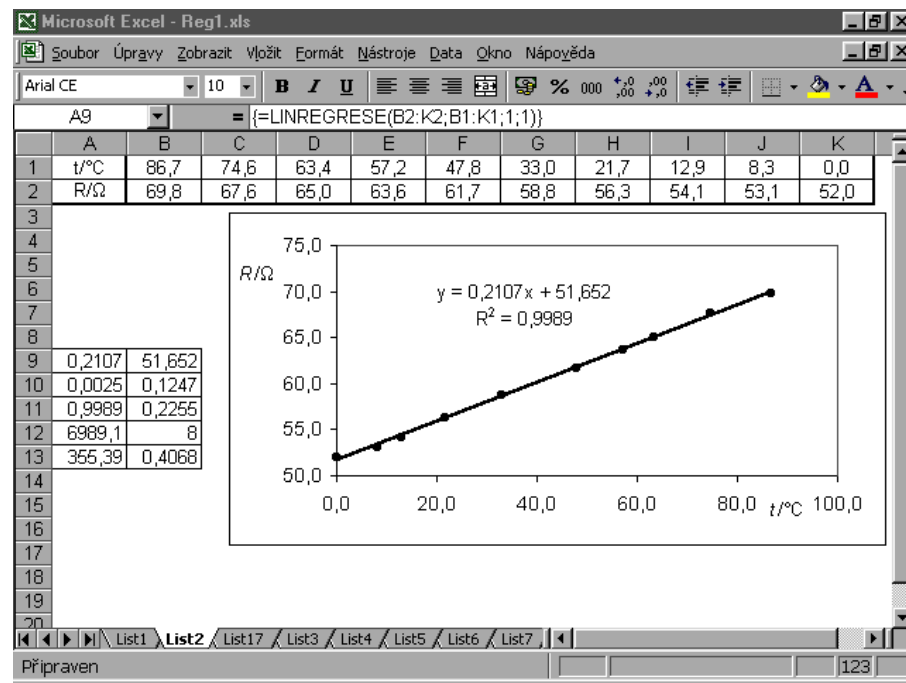 Microsoft Excel - Reg1.xls
Soubor Úpravy Zobrazit Vložit Formát Nástroje Data Okno Nápověda
Arial CE 10 B I U % 000
A9 = {=LINREGRESE(B2:K2;B1:K1;1;1)}
A B C D E F G H I J K
1 t/°C 86,7 74,6 63,4 57,2 47,8 33,0 21,7 12,9 8,3 0,0
2 R/Ω 69,8 67,6 65,0 63,6 61,7 58,8 56,3 54,1 53,1 52,0
3
4 75,0
5 R/Ω
6 70,0 y = 0,2107x + 51,652
7 R² = 0,9989
8 65,0
9 0,2107 51,652
10 0,0025 0,1247 60,0
11 0,9989 0,2255
12 6989,1 8 55,0
13 355,39 0,4068
14 50,0
15 0,0 20,0 40,0 60,0 80,0 t/°C 100,0
16
17
18
19
20
List1 List2 List17 List3 List4 List5 List6 List7
Připraven 123